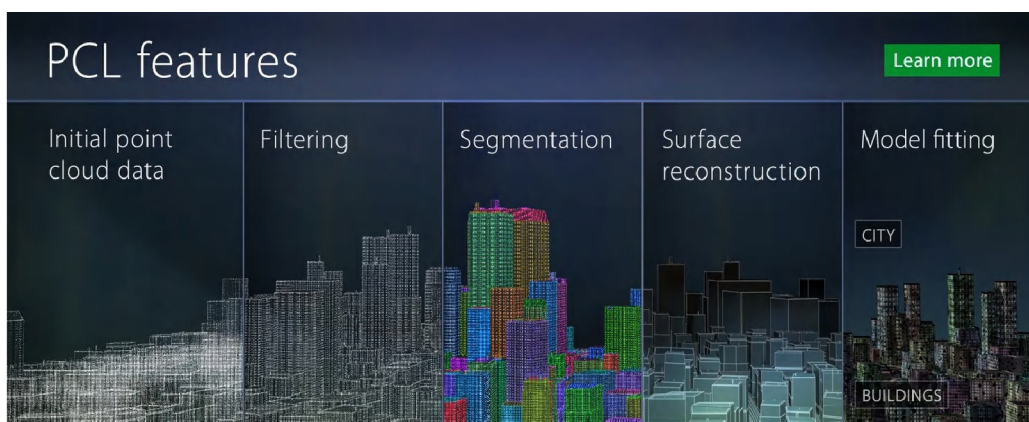 PCL features
Learn more
Initial point
cloud data
Filtering
Segmentation
Surface
reconstruction
Model fitting
CITY
BUILDINGS